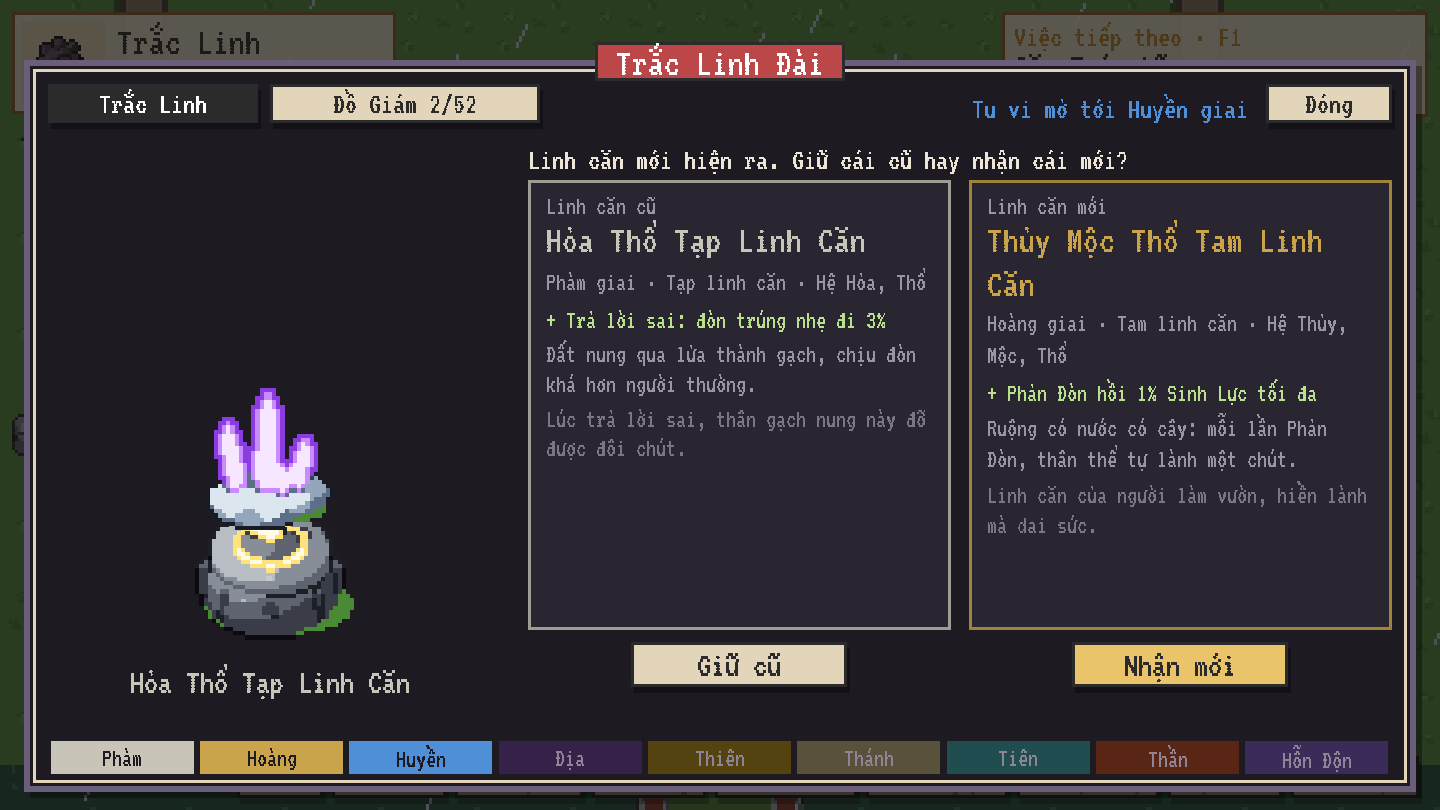 Trắc Linh
Việc tiếp theo · F1
Trắc Linh Đài
Trắc Linh
Đồ Giám 2/52
Tu vi mở tới Huyền giai
Đóng
Linh căn mới hiện ra. Giữ cái cũ hay nhận cái mới?
Linh căn cũ
Hỏa Thổ Tạp Linh Căn
Phàm giai · Tạp linh căn · Hệ Hỏa, Thổ
+ Trả lời sai: đòn trúng nhẹ đi 3%
Đất nung qua lửa thành gạch, chịu đòn
khá hơn người thường.
Lúc trả lời sai, thân gạch nung này đỡ
được đôi chút.
Linh căn mới
Thủy Mộc Thổ Tam Linh
Căn
Hoàng giai · Tam linh căn · Hệ Thủy,
Mộc, Thổ
+ Phản Đòn hồi 1% Sinh Lực tối đa
Ruộng có nước có cây: mỗi lần Phản
Đòn, thân thể tự lành một chút.
Linh căn của người làm vườn, hiền lành
mà dai sức.
Giữ cũ
Nhận mới
Hỏa Thổ Tạp Linh Căn
Phàm
Hoàng
Huyền
Địa
Thiên
Thánh
Tiên
Thần
Hỗn Độn